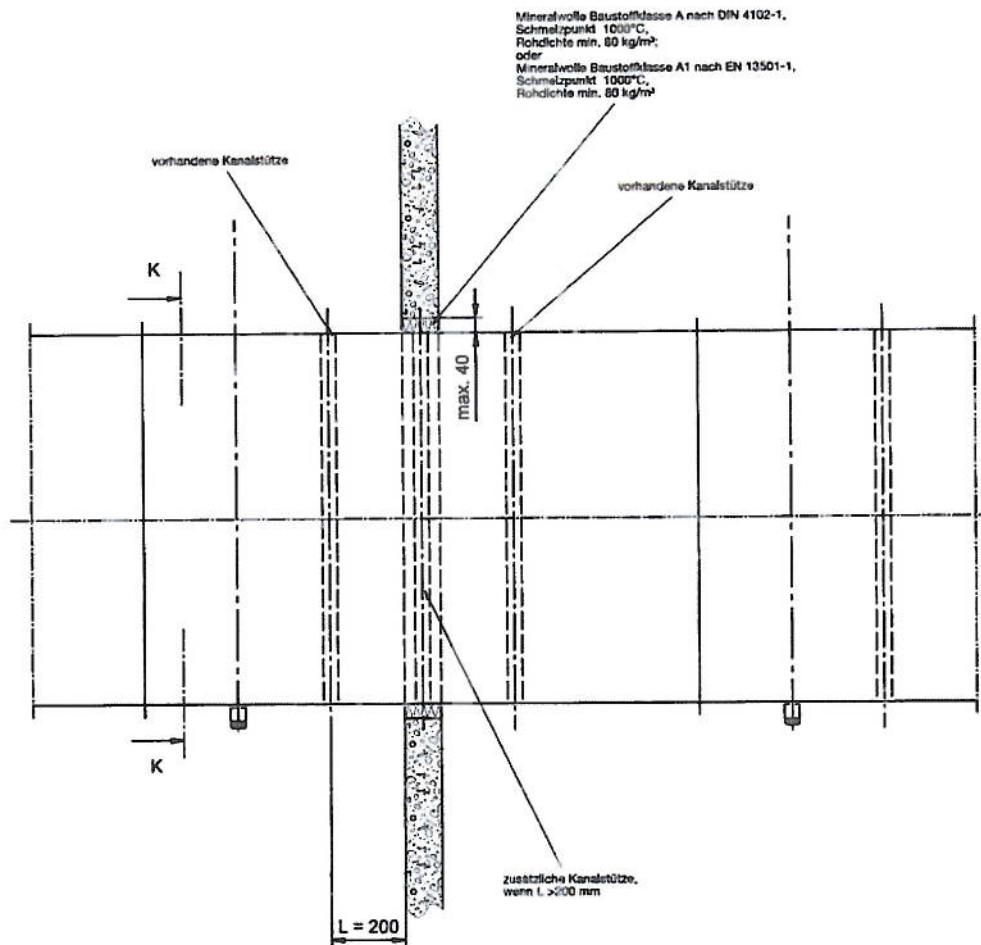 Mineralwolle Baustoffklasse A nach DIN 4102-1,
Schmelzpunkt 1000°C,
Rohdichte min. 80 kg/m³;
oder
Mineralwolle Baustoffklasse A1 nach EN 13501-1,
Schmelzpunkt 1000°C,
Rohdichte min. 80 kg/m³
vorhandene Kanalstütze
vorhandene Kanalstütze
K
max. 40
K
zusätzliche Kanalstütze,
wenn L >200 mm
L = 200